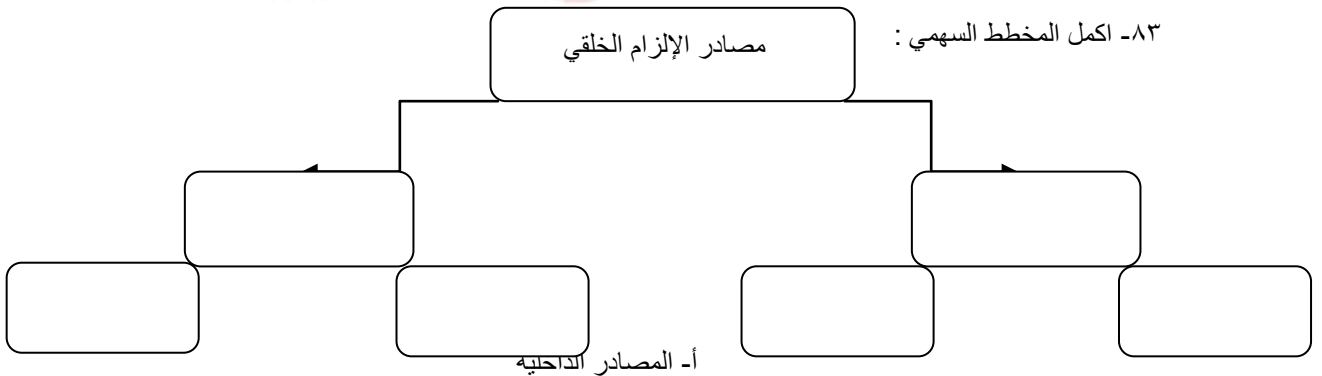 ٨٣- اكمل المخطط السهمي :
مصادر الإلزام الخلقي
أ- المصادر الداخلية